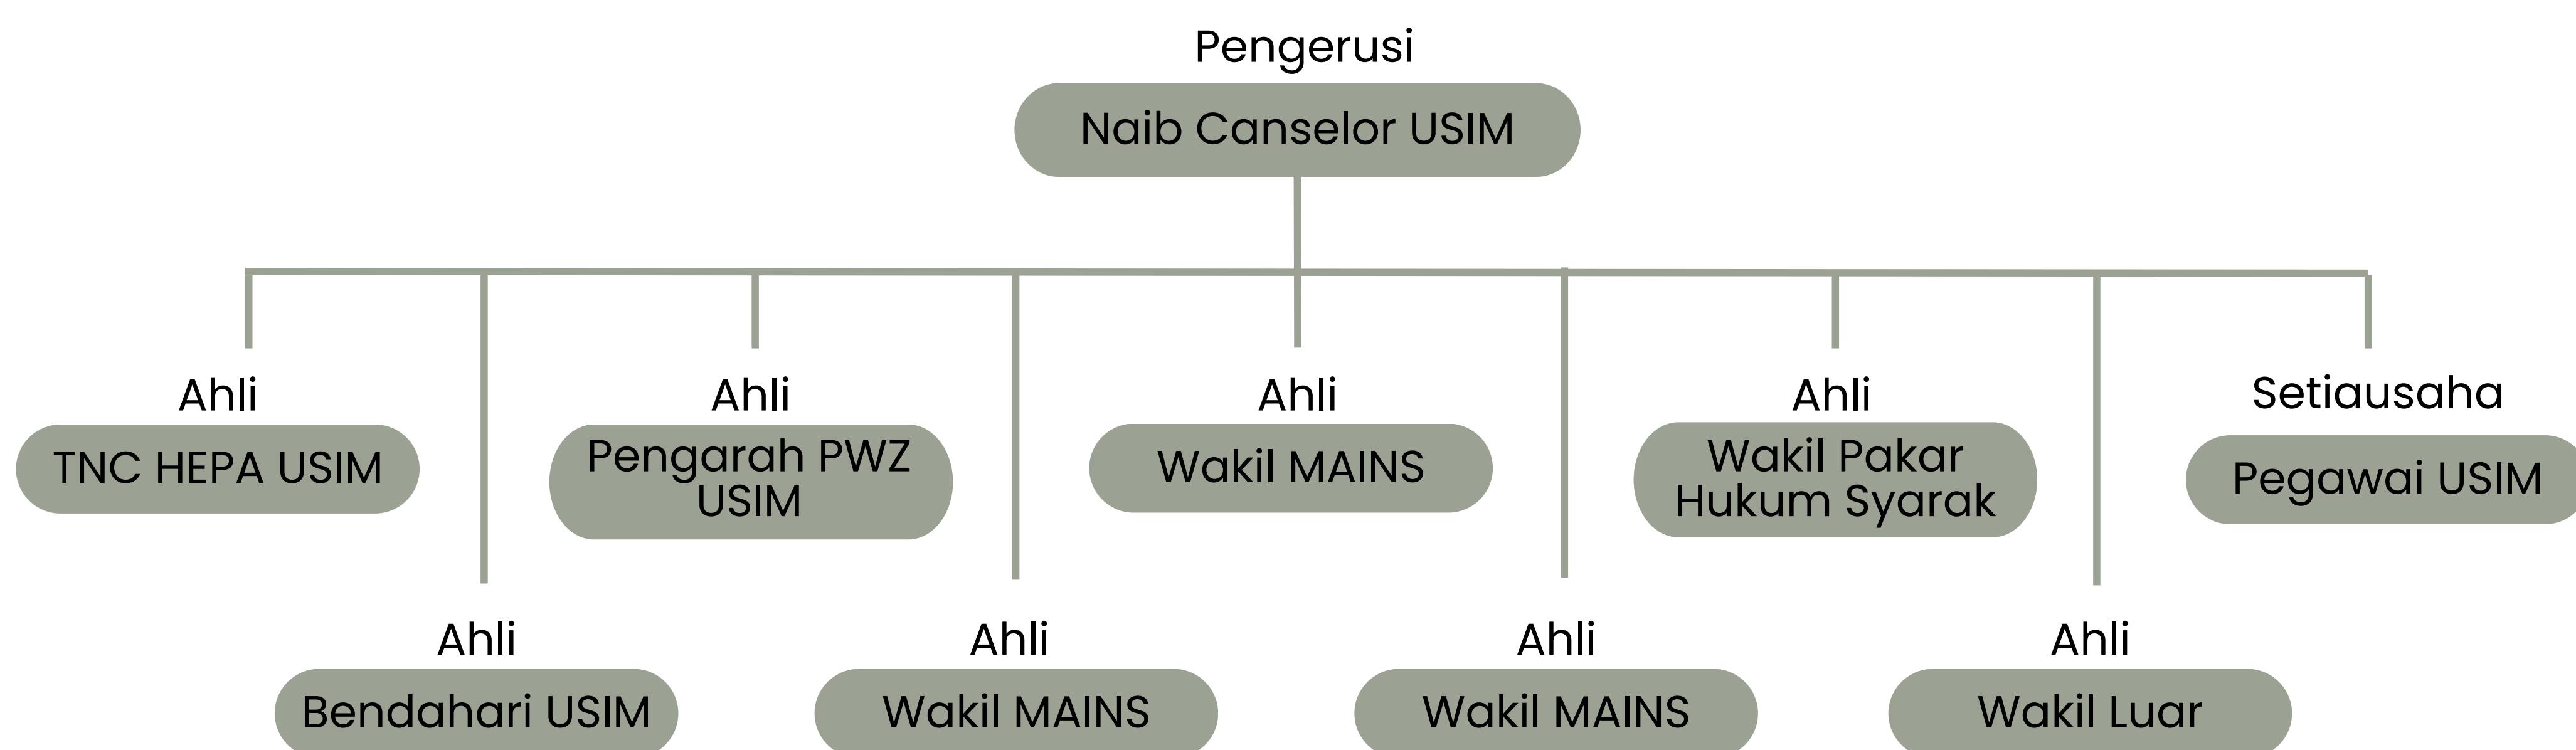 Pengerusi
Naib Canselor USIM
Ahli
TNC HEPA USIM
Ahli
Pengarah PWZ
USIM
Ahli
Wakil MAINS
Ahli
Wakil Pakar
Hukum Syarak
Setiausaha
Pegawai USIM
Ahli
Bendahari USIM
Ahli
Wakil MAINS
Ahli
Wakil MAINS
Ahli
Wakil Luar